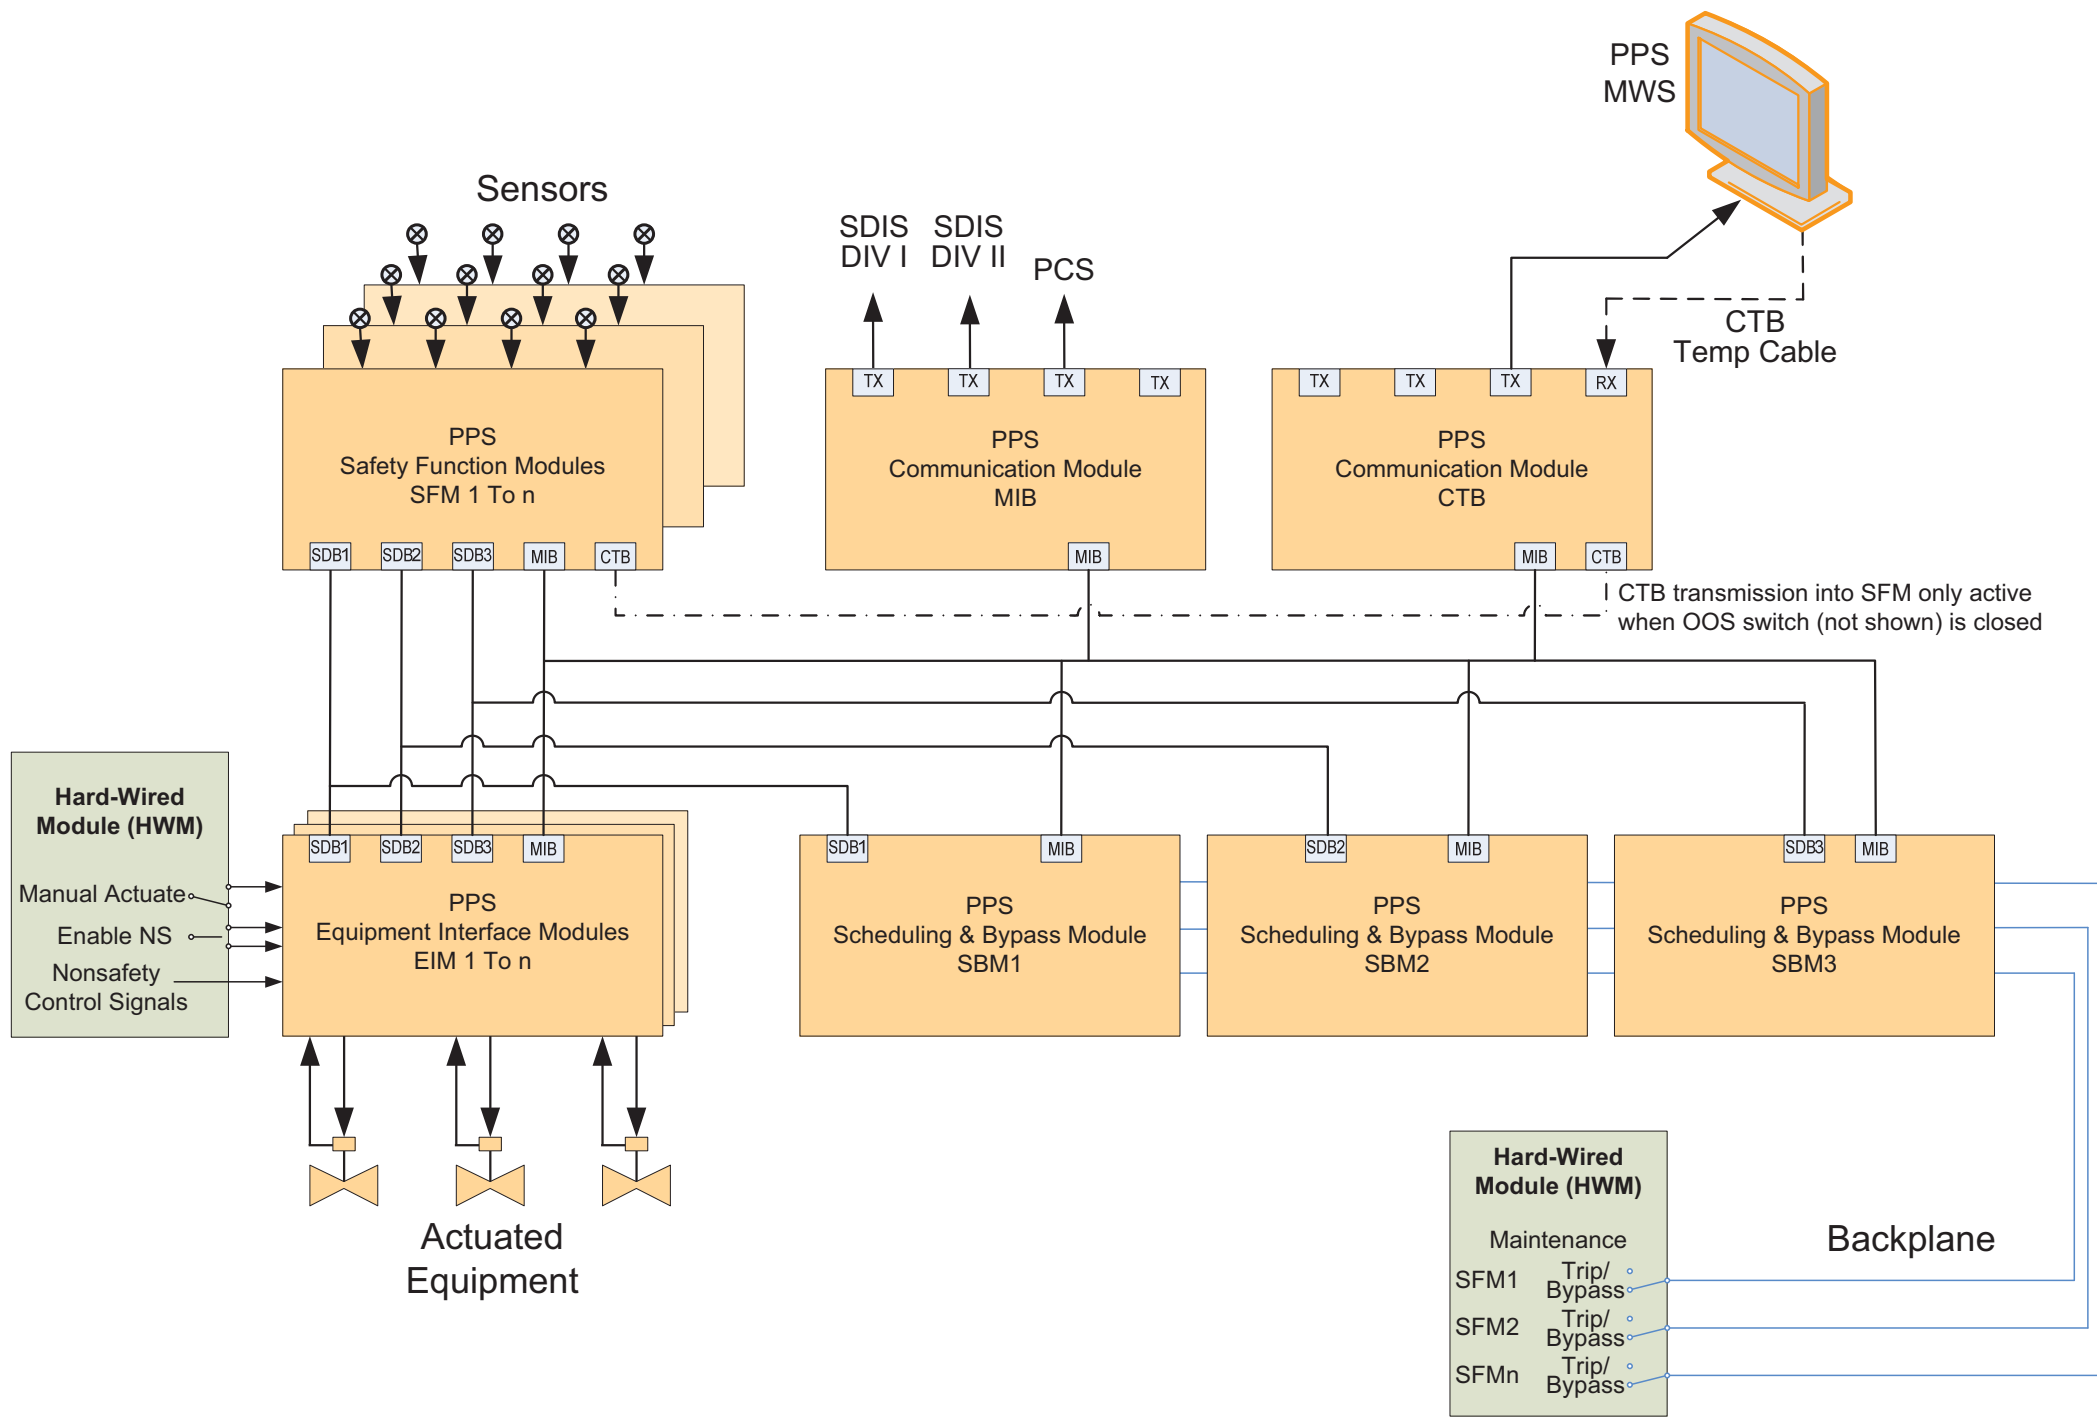 PPS
MWS
Sensors
SDIS
DIV I
SDIS
DIV II
PCS
CTB
Temp Cable
TX
TX
TX
TX
TX
TX
TX
RX
PPS
Safety Function Modules
SFM 1 To n
PPS
Communication Module
MIB
PPS
Communication Module
CTB
SDB1
SDB2
SDB3
MIB
CTB
MIB
MIB
CTB
CTB transmission into SFM only active
when OOS switch (not shown) is closed
Hard-Wired
Module (HWM)
Manual Actuate
Enable NS
Nonsafety
Control Signals
SDB1
SDB2
SDB3
MIB
PPS
Equipment Interface Modules
EIM 1 To n
SDB1
MIB
PPS
Scheduling & Bypass Module
SBM1
SDB2
MIB
PPS
Scheduling & Bypass Module
SBM2
SDB3
MIB
PPS
Scheduling & Bypass Module
SBM3
Actuated
Equipment
Hard-Wired
Module (HWM)
Maintenance
SFM1
Trip/
Bypass
SFM2
Trip/
Bypass
SFMn
Trip/
Bypass
Backplane